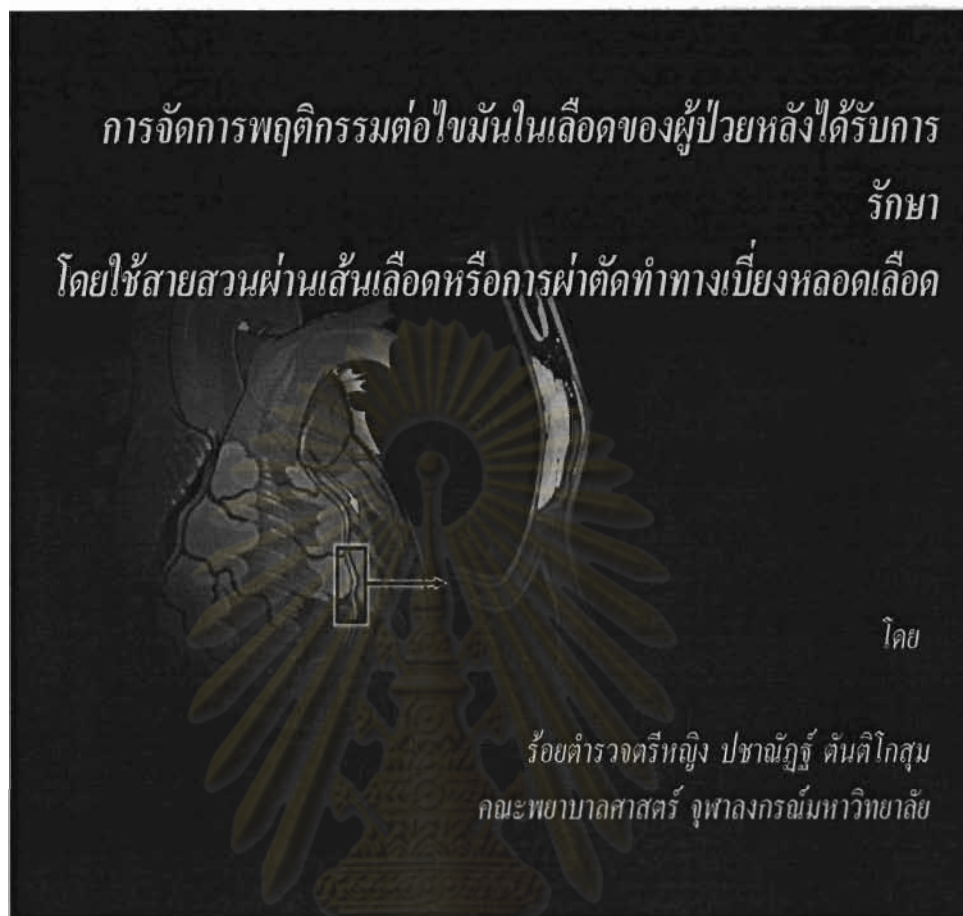 การจัดการพฤติกรรมต่อไขมันในเลือดของผู้ป่วยหลังได้รับการ
รักษา
โดยใช้สายสวนผ่านเส้นเลือดหรือการผ่าตัดทำทางเบี่ยงหลอดเลือด
โดย
ร้อยตำรวจตรีหญิง ปชาณัฏฐ์ ตันติโกสุม
คณะพยาบาลศาสตร์ จุฬาลงกรณ์มหาวิทยาลัย